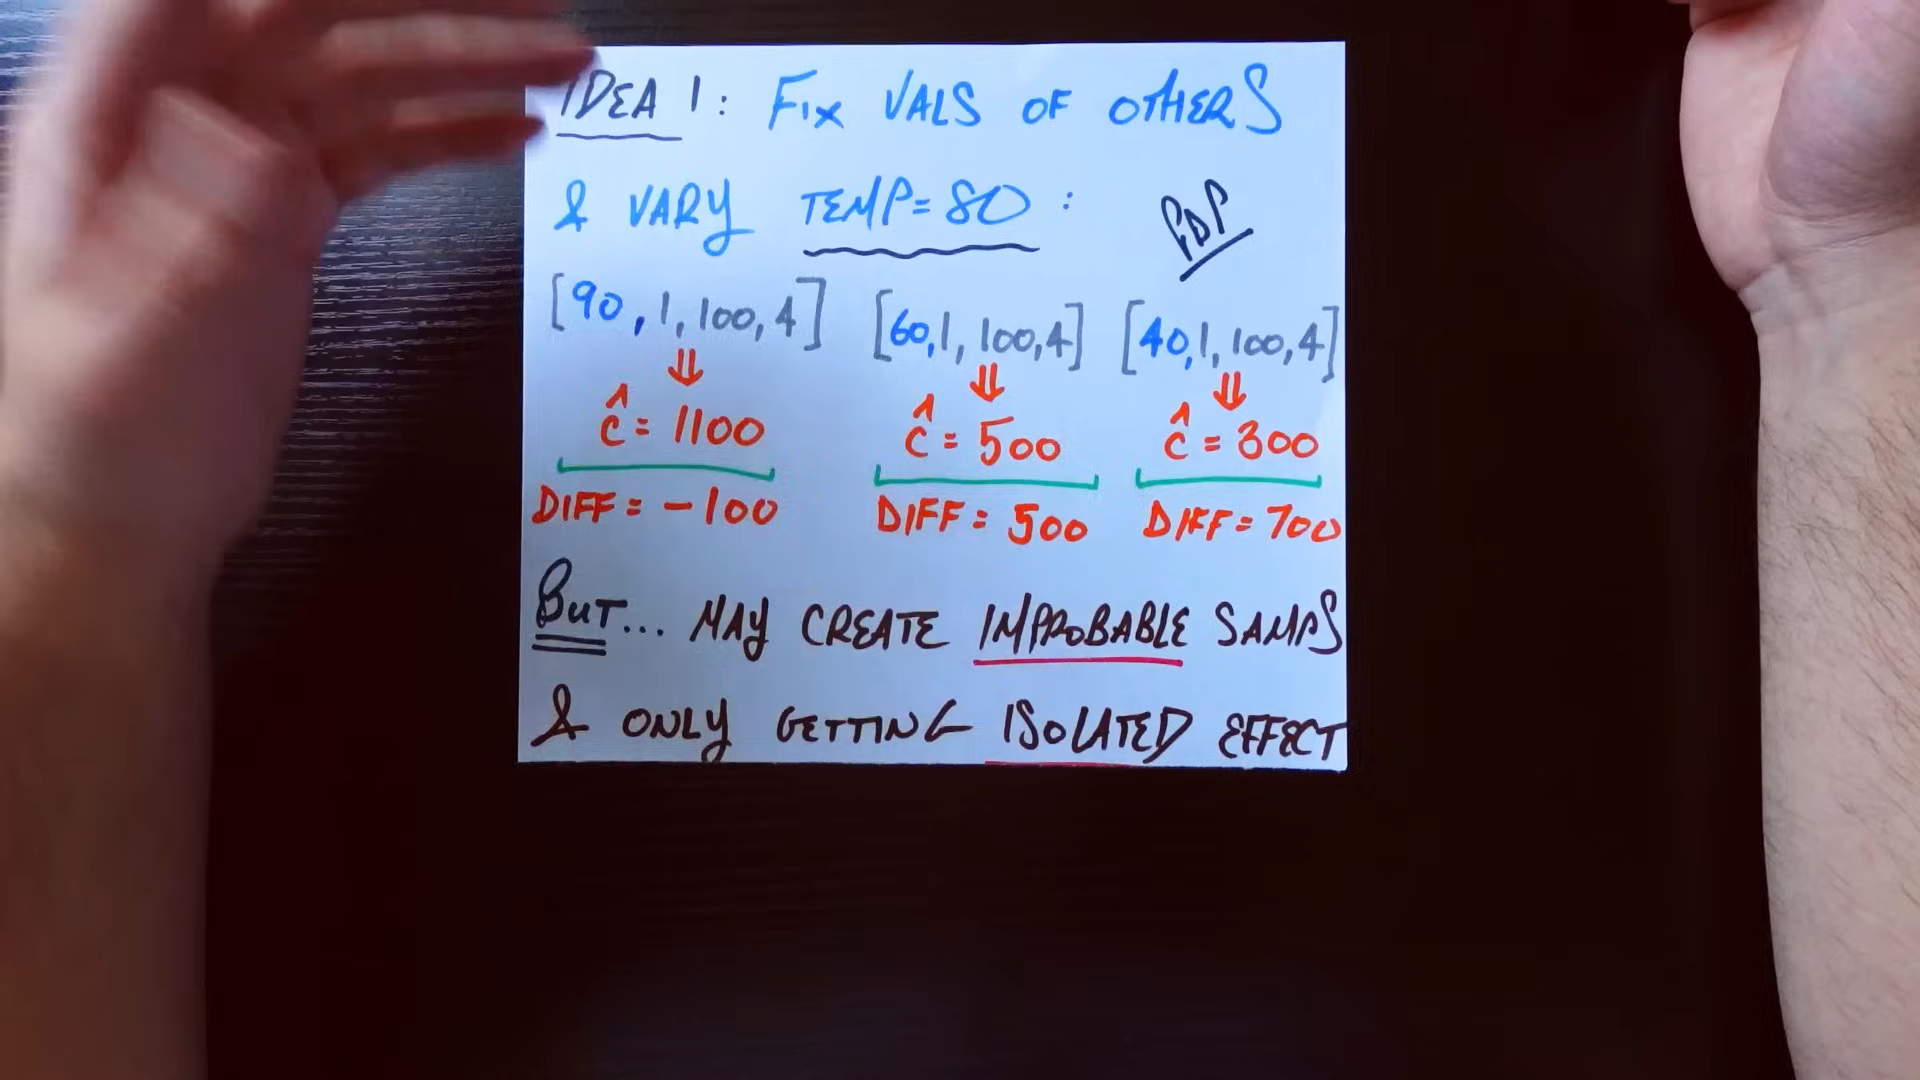 IDEA 1: FIX VALS OF OTHERS
& VARY TEMP=80: PDP
[90,1,100,4] [60,1,100,4] [40,1,100,4]
⇓ ⇓ ⇓
ĉ = 1100 ĉ = 500 ĉ = 300
DIFF = -100 DIFF = 500 DIFF = 700
BUT... MAY CREATE IMPROBABLE SAMPS
& ONLY GETTING ISOLATED EFFECT